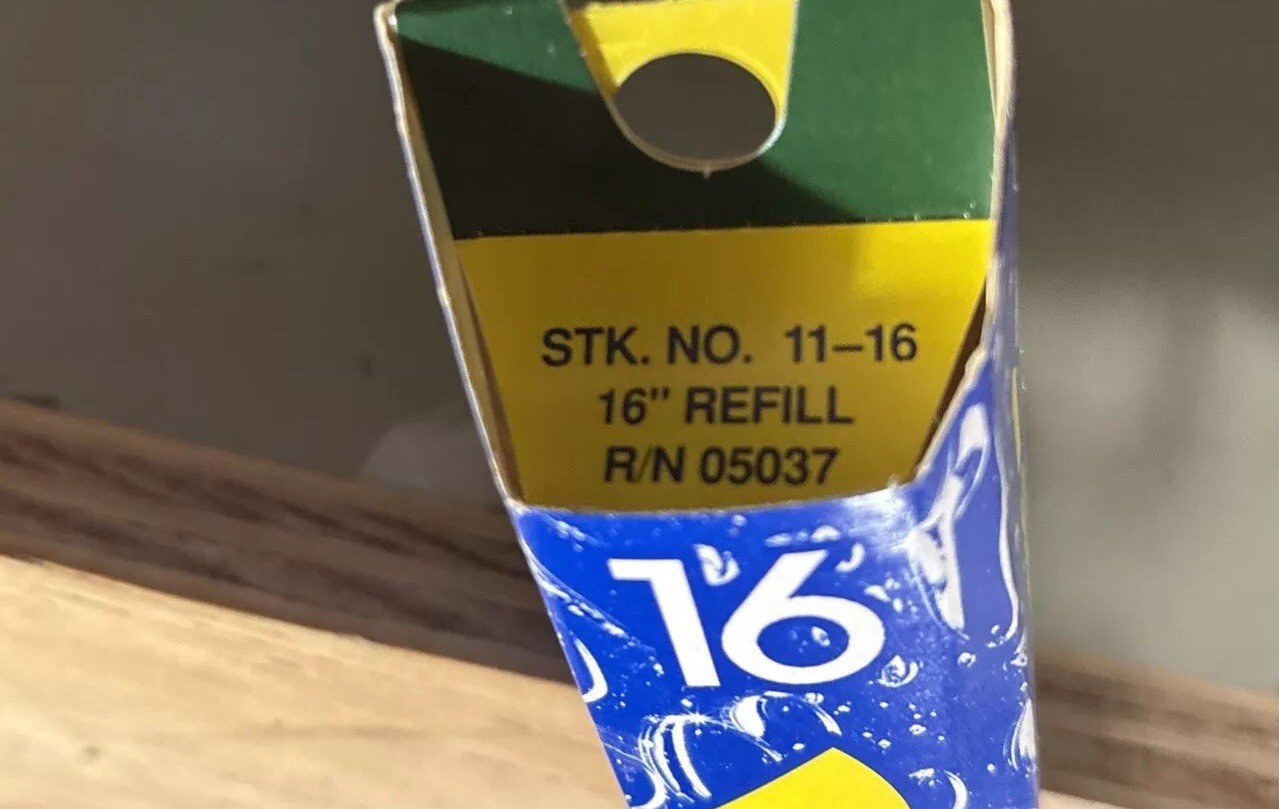 STK. NO. 11–16
16" REFILL
R/N 05037
16